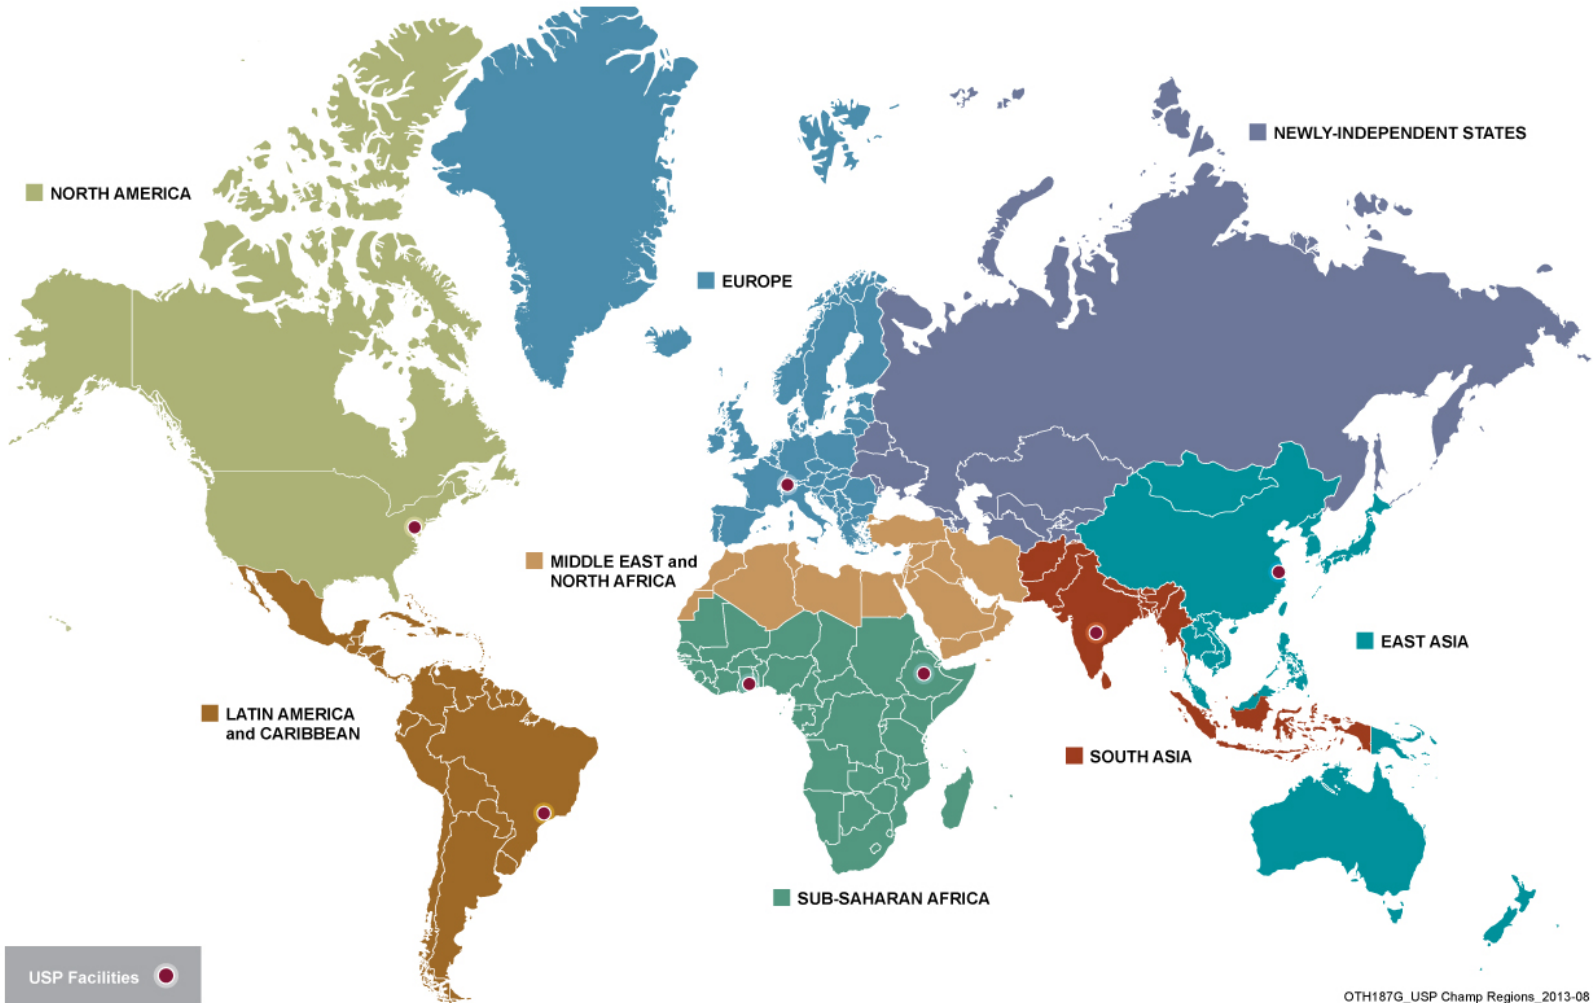 NEWLY-INDEPENDENT STATES
NORTH AMERICA
EUROPE
MIDDLE EAST and
NORTH AFRICA
EAST ASIA
LATIN AMERICA
and CARIBBEAN
SOUTH ASIA
SUB-SAHARAN AFRICA
USP Facilities
OTH187G_USP Champ Regions_2013-08